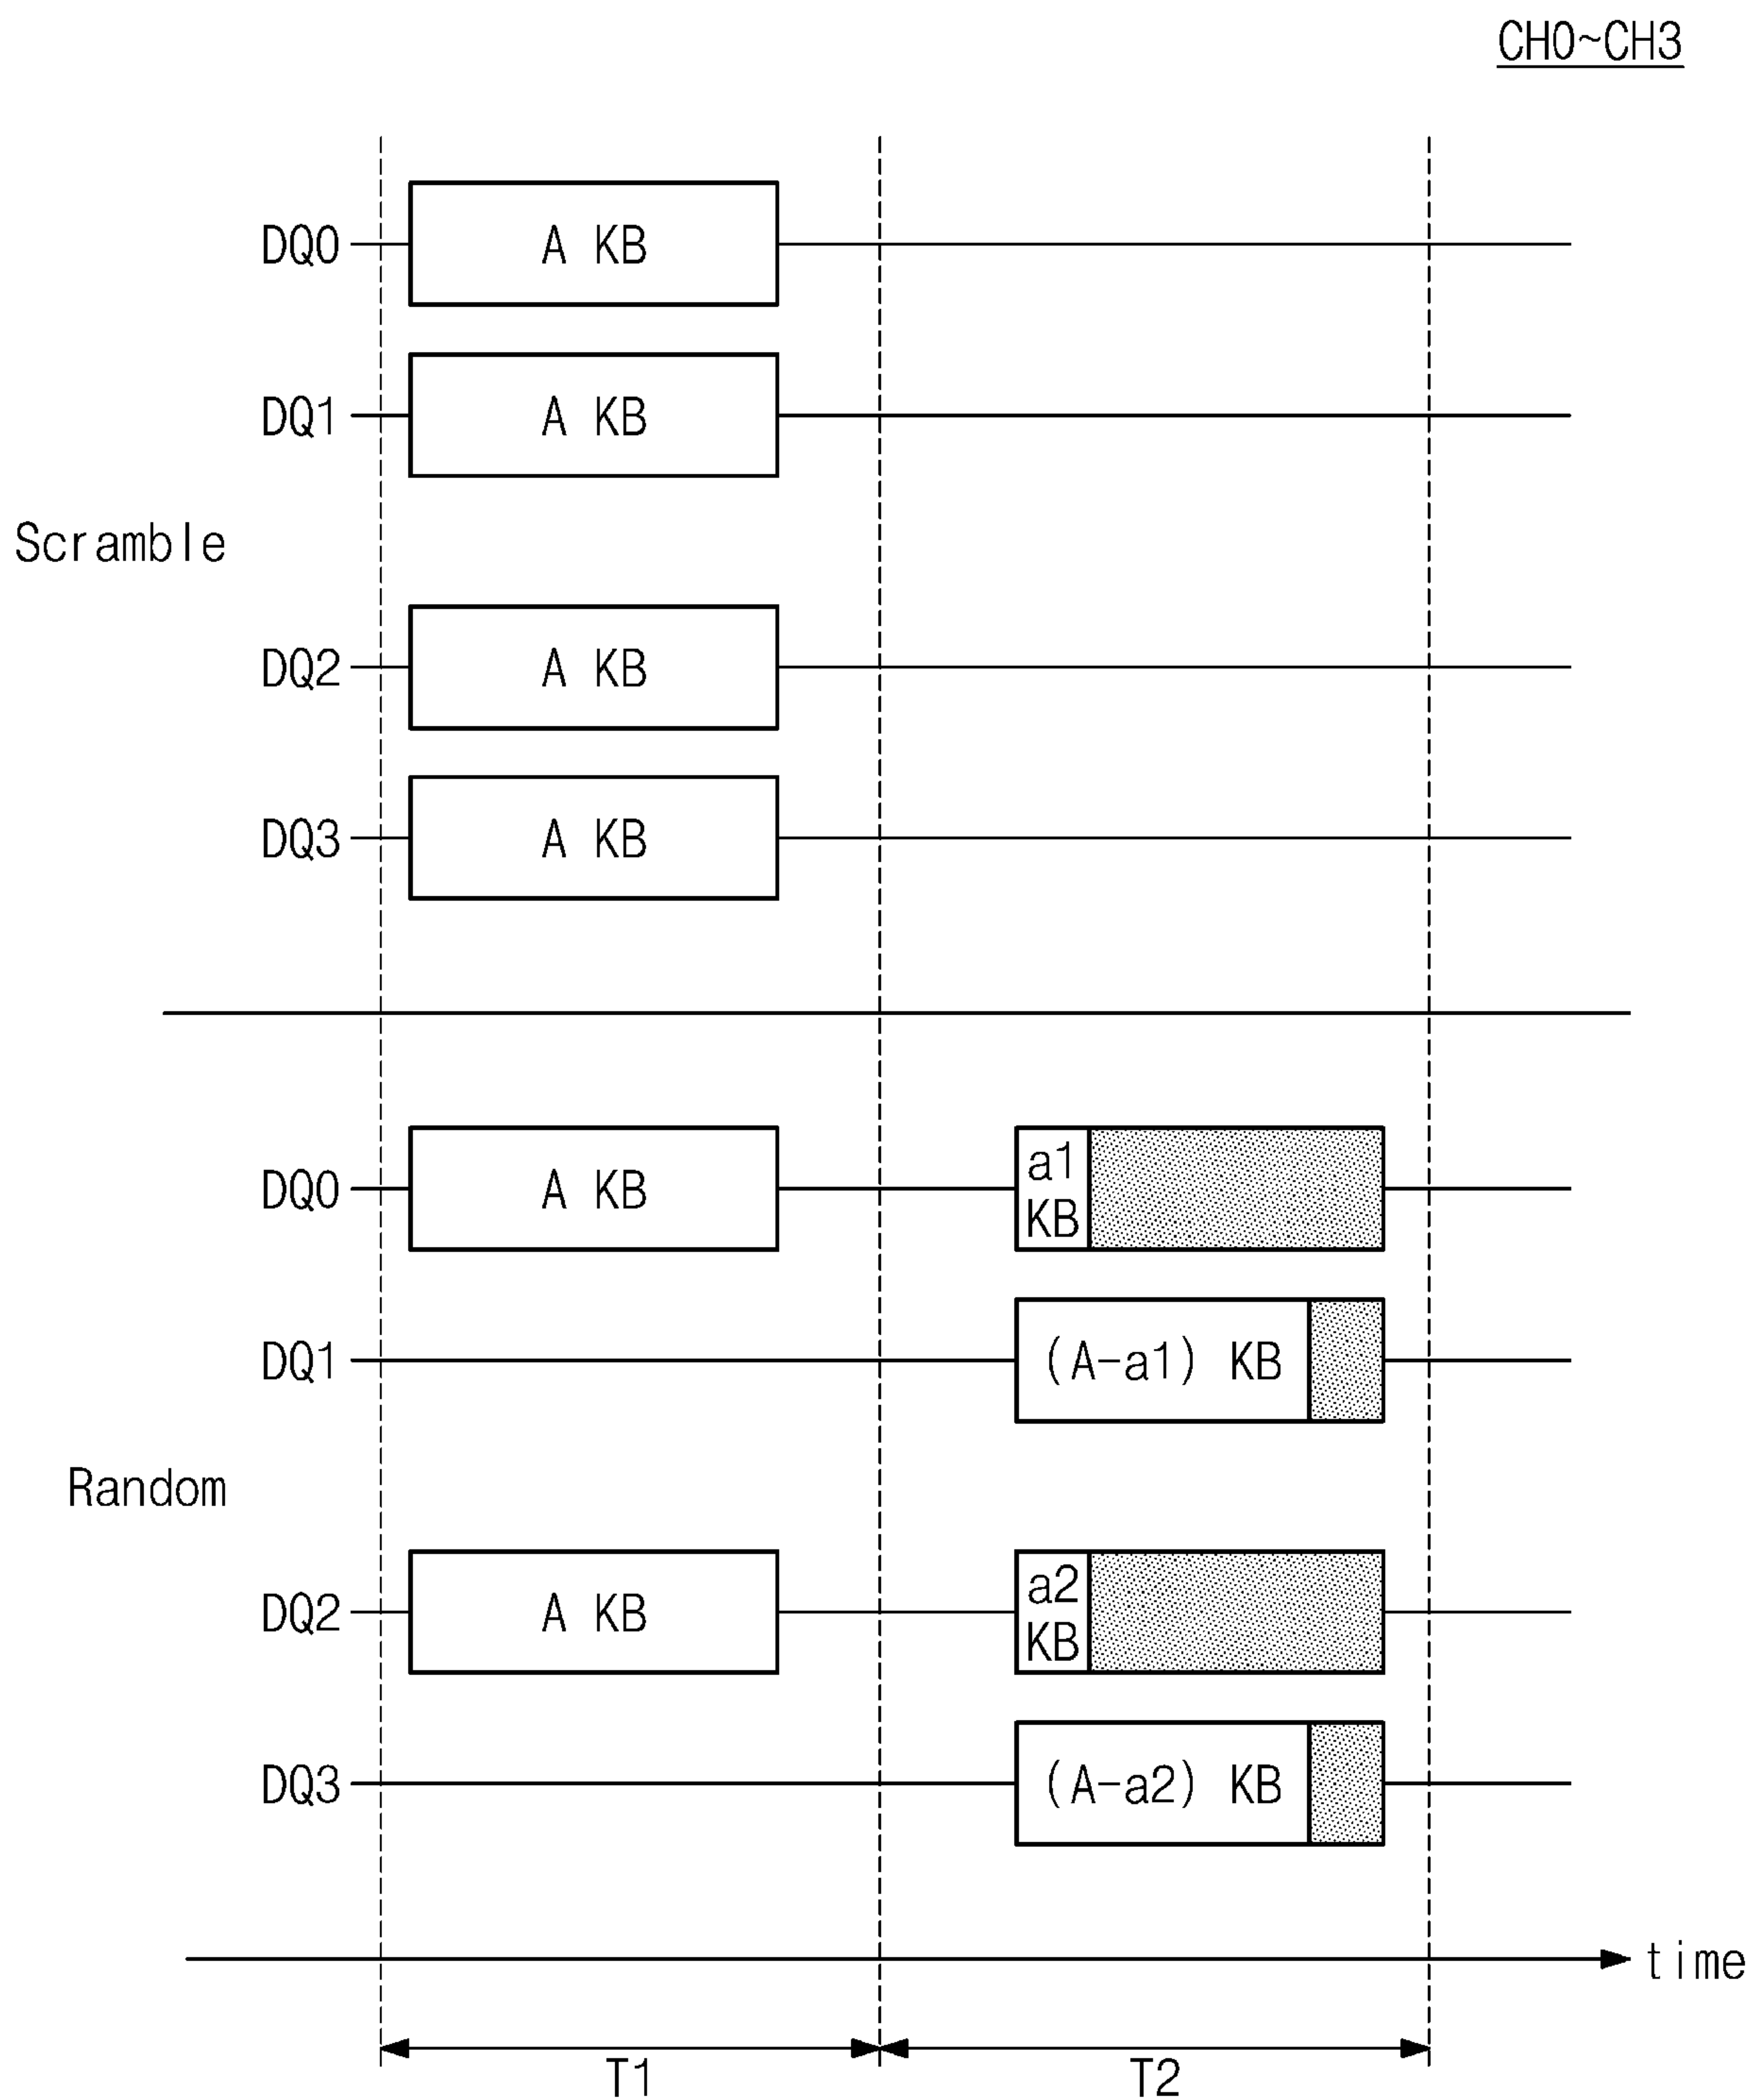 CH0~CH3
DQ0 A KB
DQ1 A KB
Scramble
DQ2 A KB
DQ3 A KB
DQ0 A KB a1
KB
DQ1 (A-a1) KB
Random
DQ2 A KB a2
KB
DQ3 (A-a2) KB
time
T1 T2